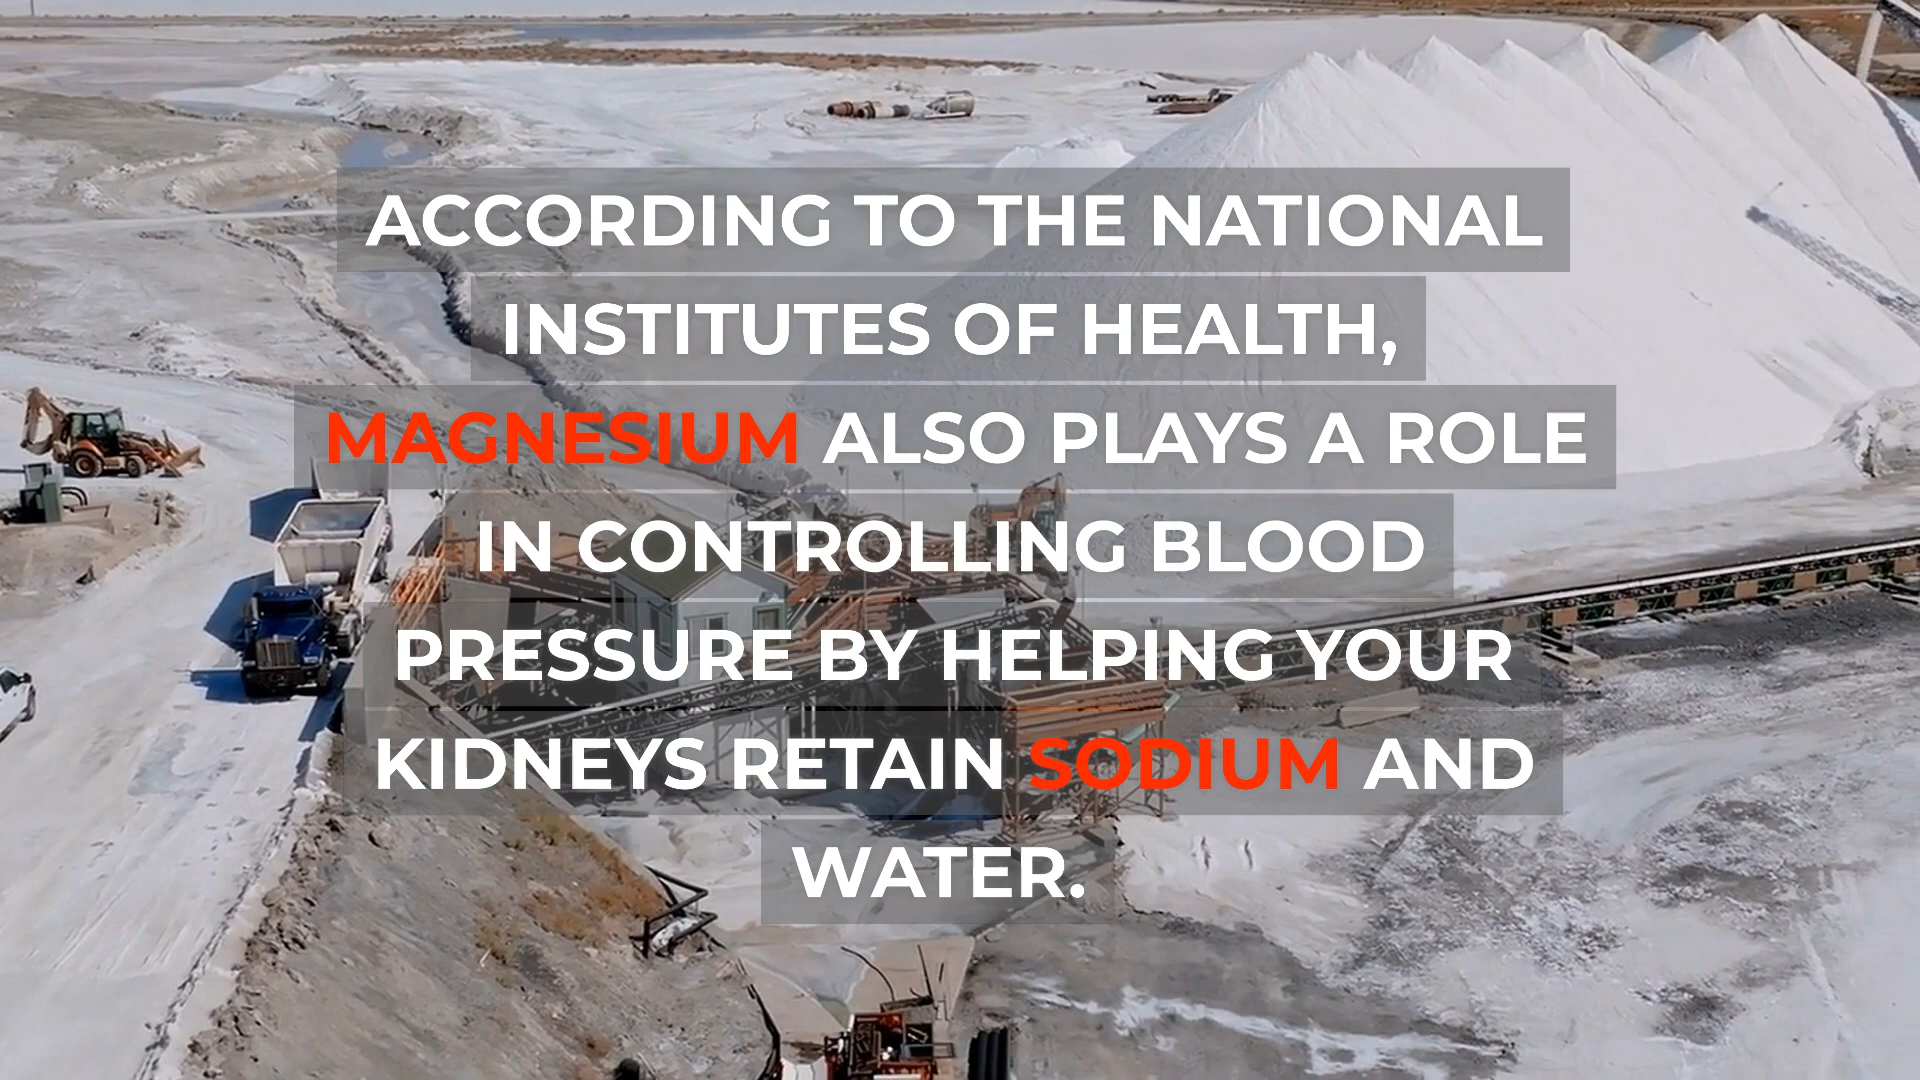 ACCORDING TO THE NATIONAL
INSTITUTES OF HEALTH,
MAGNESIUM ALSO PLAYS A ROLE
IN CONTROLLING BLOOD
PRESSURE BY HELPING YOUR
KIDNEYS RETAIN SODIUM AND
WATER.